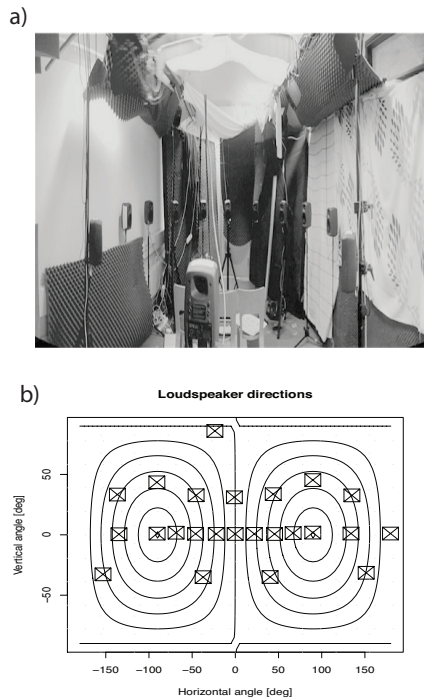 a)
b)
Loudspeaker directions
Vertical angle [deg]
50
0
−50
−150
−100
−50
0
50
100
150
Horizontal angle [deg]